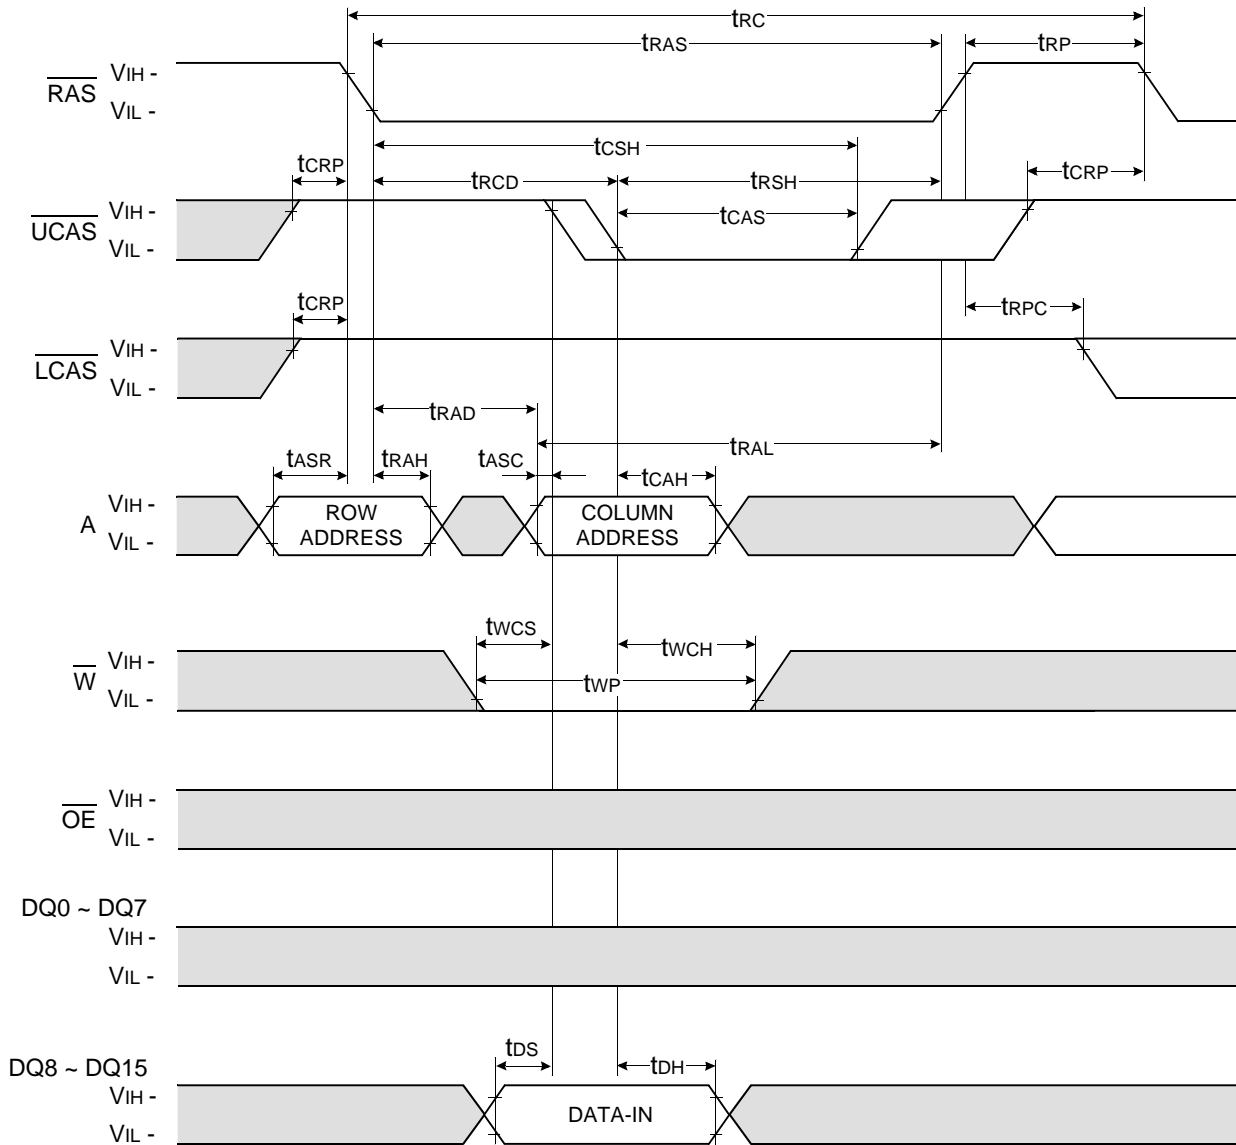 tRC
tRAS
tRP
RAS
VIH -
VIL -
tCSH
tCRP
tRCD
tRSH
tCRP
UCAS
VIH -
VIL -
tCAS
tCRP
tRPC
LCAS
VIH -
VIL -
tRAD
tRAL
tASR
tRAH
tASC
tCAH
A
VIH -
VIL -
ROW
ADDRESS
COLUMN
ADDRESS
tWCS
tWCH
W
VIH -
VIL -
tWP
OE
VIH -
VIL -
DQ0 ~ DQ7
VIH -
VIL -
tDS
tDH
DQ8 ~ DQ15
VIH -
VIL -
DATA-IN